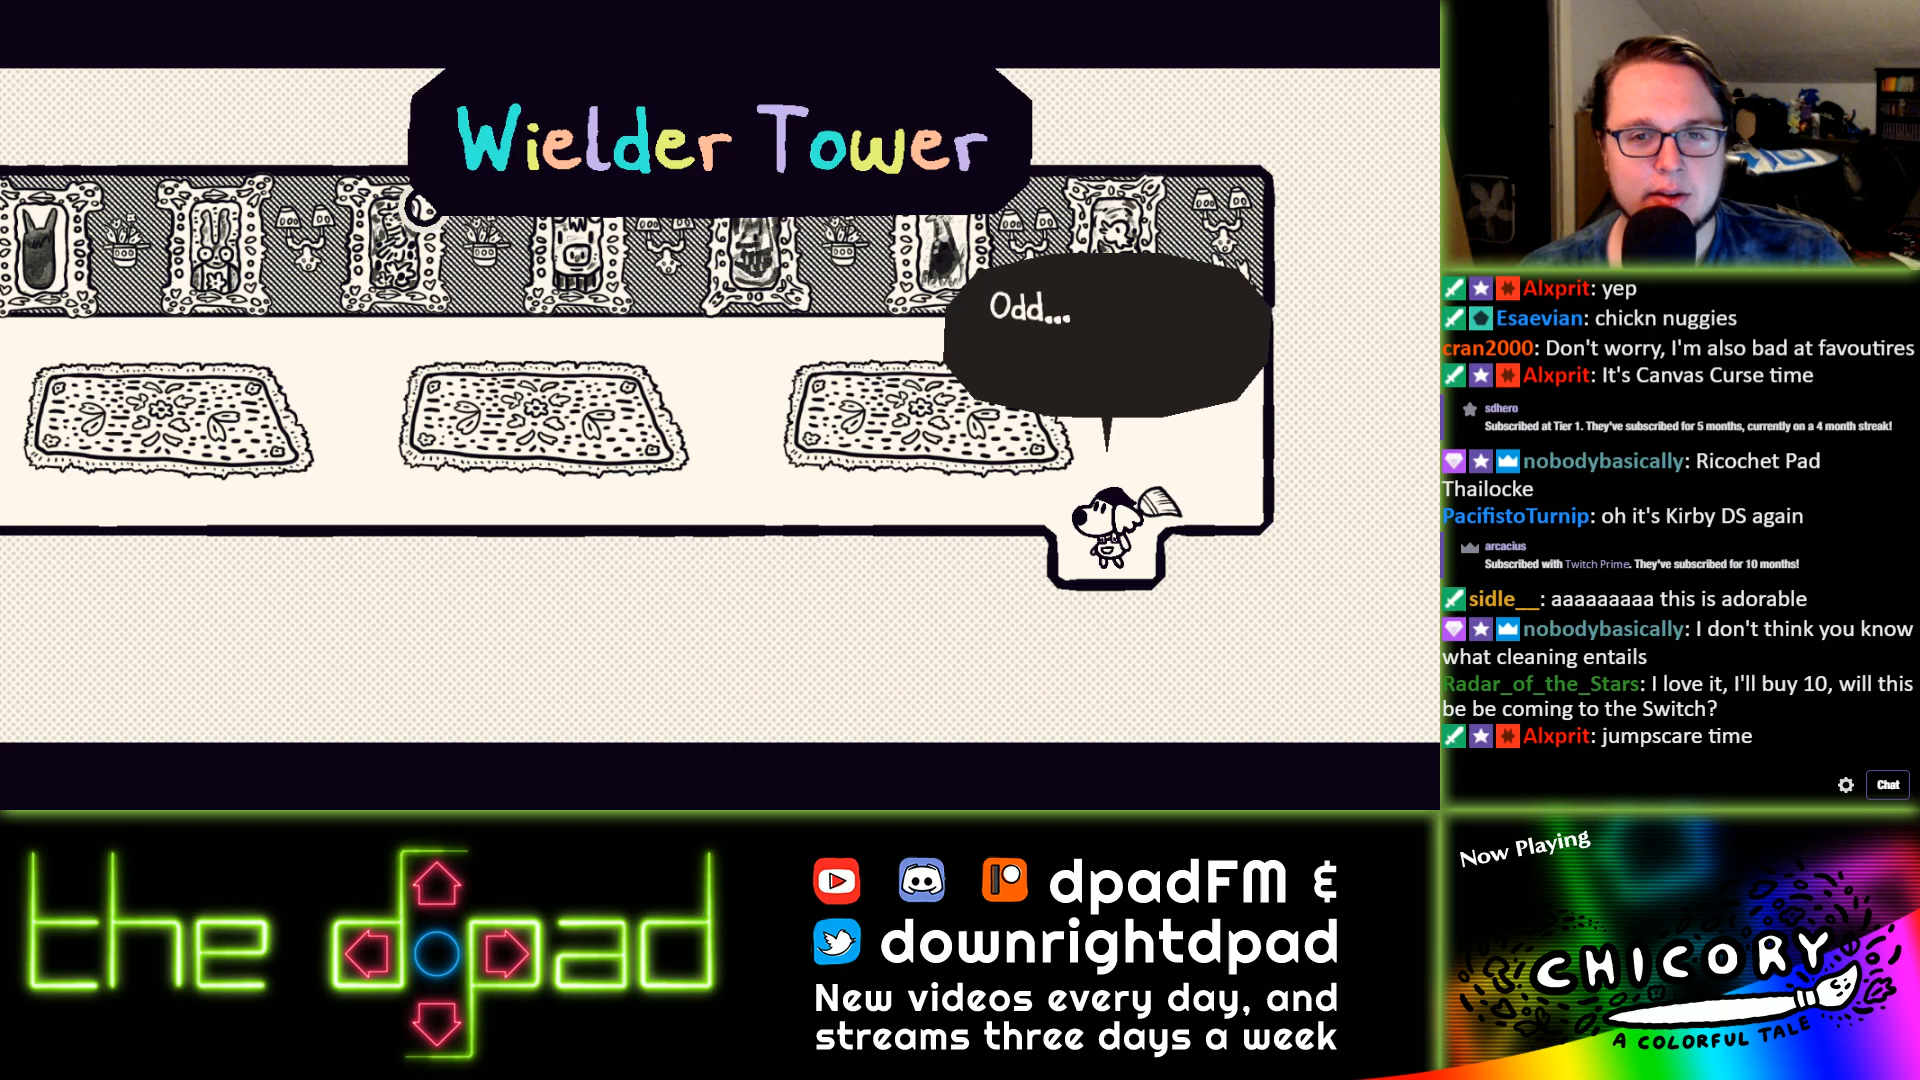 Wielder Tower
Odd...
Alxprit: yep
Esaevian: chickn nuggies
cran2000: Don't worry, I'm also bad at favoutires
Alxprit: It's Canvas Curse time
sdhero
Subscribed at Tier 1. They've subscribed for 5 months, currently on a 4 month streak!
nobodybasically: Ricochet Pad
Thailocke
PacifistoTurnip: oh it's Kirby DS again
arcacius
Subscribed with Twitch Prime. They've subscribed for 10 months!
sidle__: aaaaaaaaa this is adorable
nobodybasically: I don't think you know
what cleaning entails
Radar_of_the_Stars: I love it, I'll buy 10, will this
be be coming to the Switch?
Alxprit: jumpscare time
Chat
the dpad
dpadFM &
downrightdpad
New videos every day, and
streams three days a week
Now Playing
CHICORY
A COLORFUL TALE